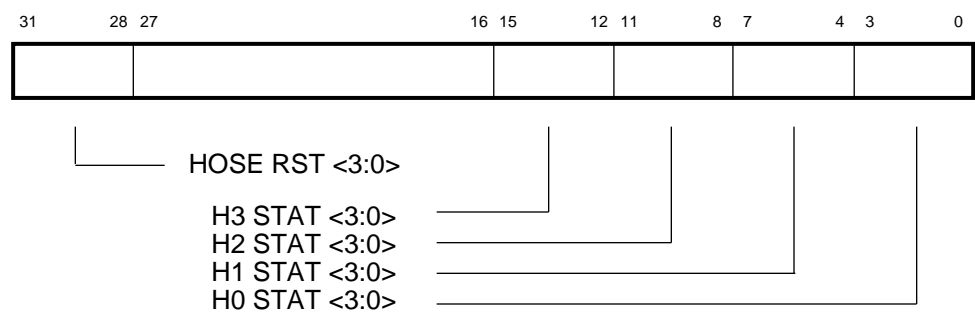 31 28 27 16 15 12 11 8 7 4 3 0
HOSE RST <3:0>
H3 STAT <3:0>
H2 STAT <3:0>
H1 STAT <3:0>
H0 STAT <3:0>